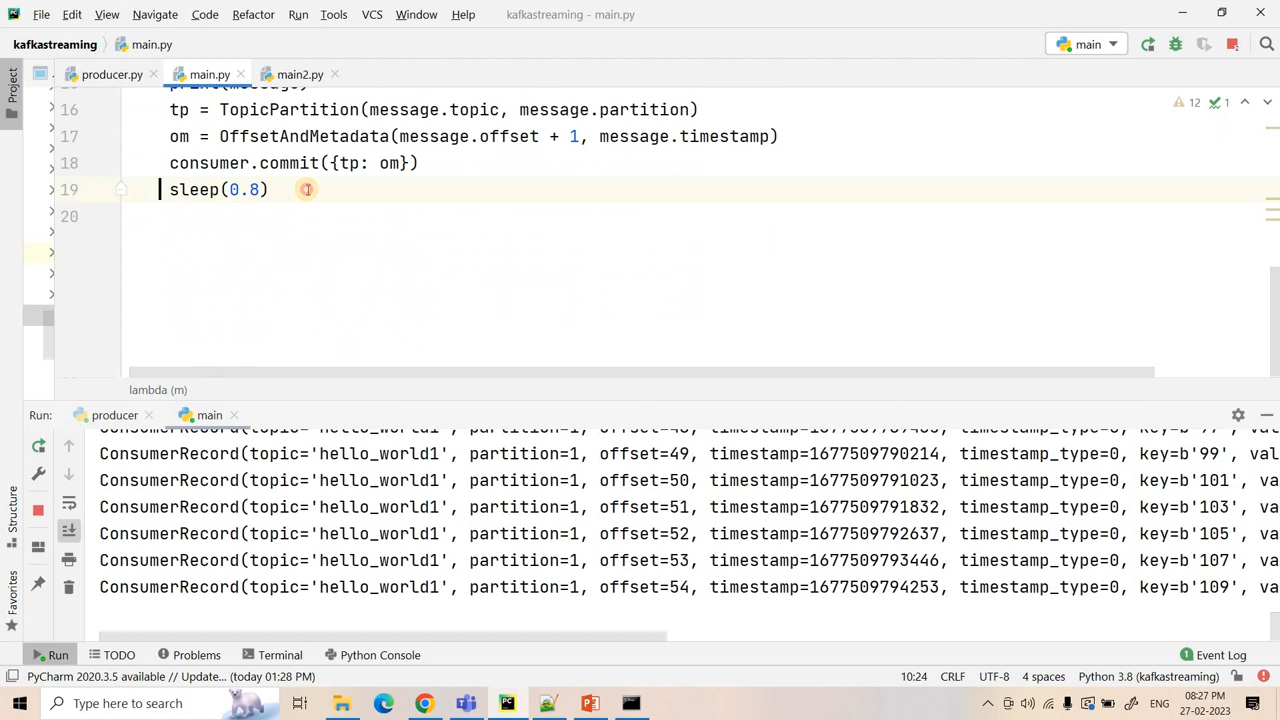 File Edit View Navigate Code Refactor Run Tools VCS Window Help kafkastreaming - main.py
kafkastreaming main.py main
producer.py main.py main2.py
Project
print(message)
16 tp = TopicPartition(message.topic, message.partition) 12 1
17 om = OffsetAndMetadata(message.offset + 1, message.timestamp)
18 consumer.commit({tp: om})
19 sleep(0.8)
20
lambda (m)
Run: producer main
ConsumerRecord(topic='hello_world1', partition=1, offset=49, timestamp=1677509790214, timestamp_type=0, key=b'99', val
ConsumerRecord(topic='hello_world1', partition=1, offset=50, timestamp=1677509791023, timestamp_type=0, key=b'101', va
ConsumerRecord(topic='hello_world1', partition=1, offset=51, timestamp=1677509791832, timestamp_type=0, key=b'103', va
ConsumerRecord(topic='hello_world1', partition=1, offset=52, timestamp=1677509792637, timestamp_type=0, key=b'105', va
ConsumerRecord(topic='hello_world1', partition=1, offset=53, timestamp=1677509793446, timestamp_type=0, key=b'107', va
ConsumerRecord(topic='hello_world1', partition=1, offset=54, timestamp=1677509794253, timestamp_type=0, key=b'109', va
Structure
Favorites
Run TODO Problems Terminal Python Console 1 Event Log
PyCharm 2020.3.5 available // Update... (today 01:28 PM) 10:24 CRLF UTF-8 4 spaces Python 3.8 (kafkastreaming)
Type here to search ENG 08:27 PM
27-02-2023